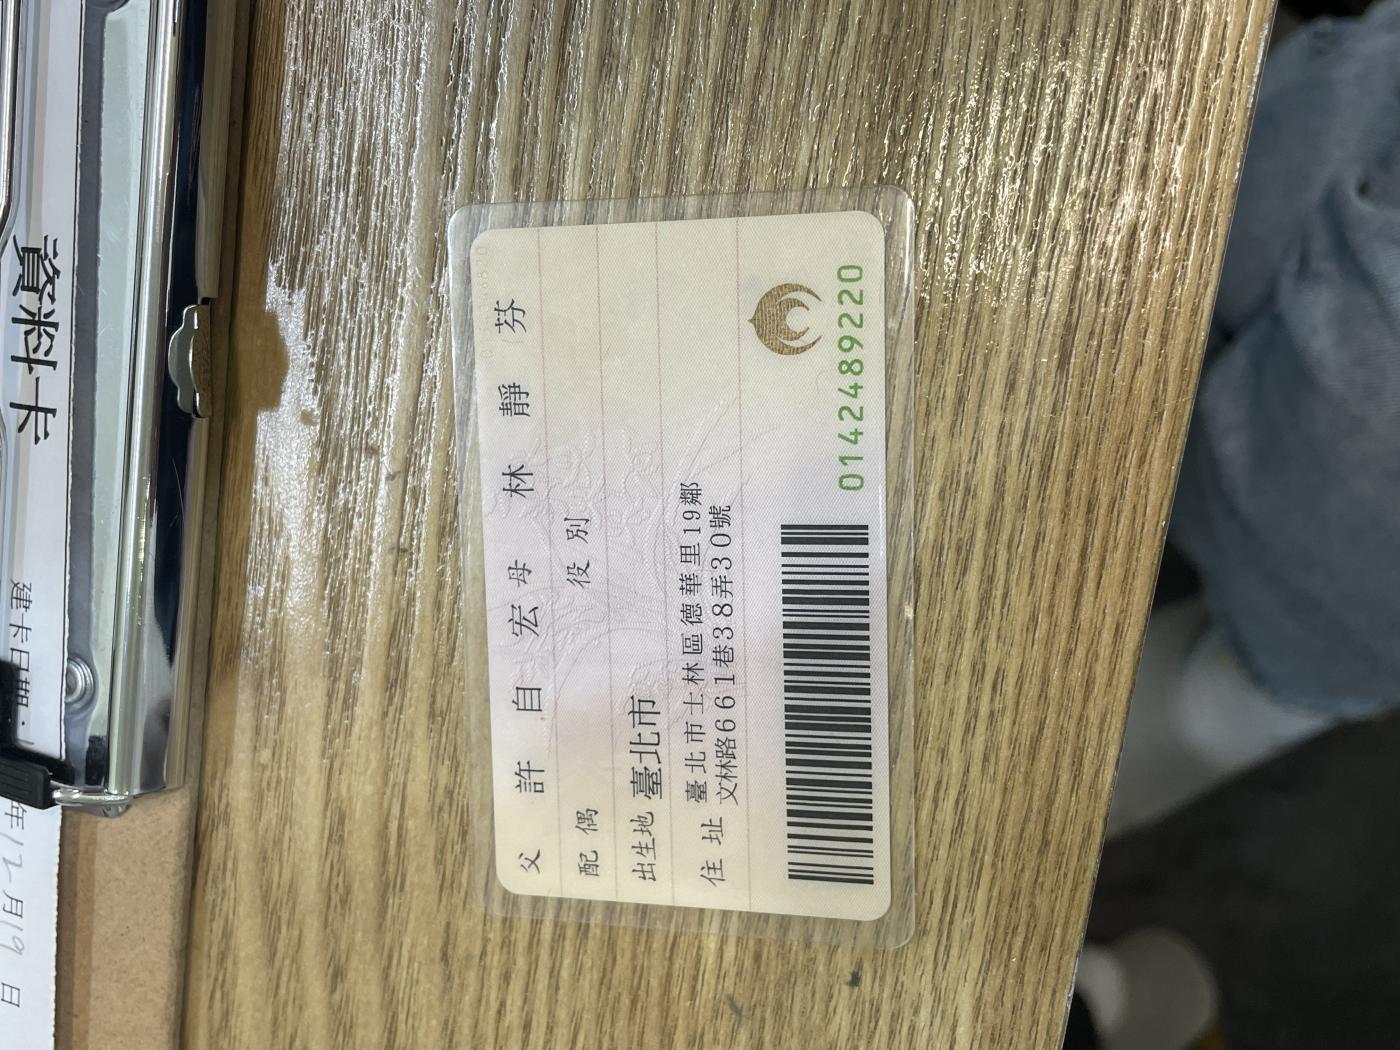 父 許自宏 母 林靜芬
配偶 役別
出生地 臺北市
住址 臺北市士林區德華里19鄰
文林路661巷38弄30號
0142489220
資料卡
建卡日期
年12月19日